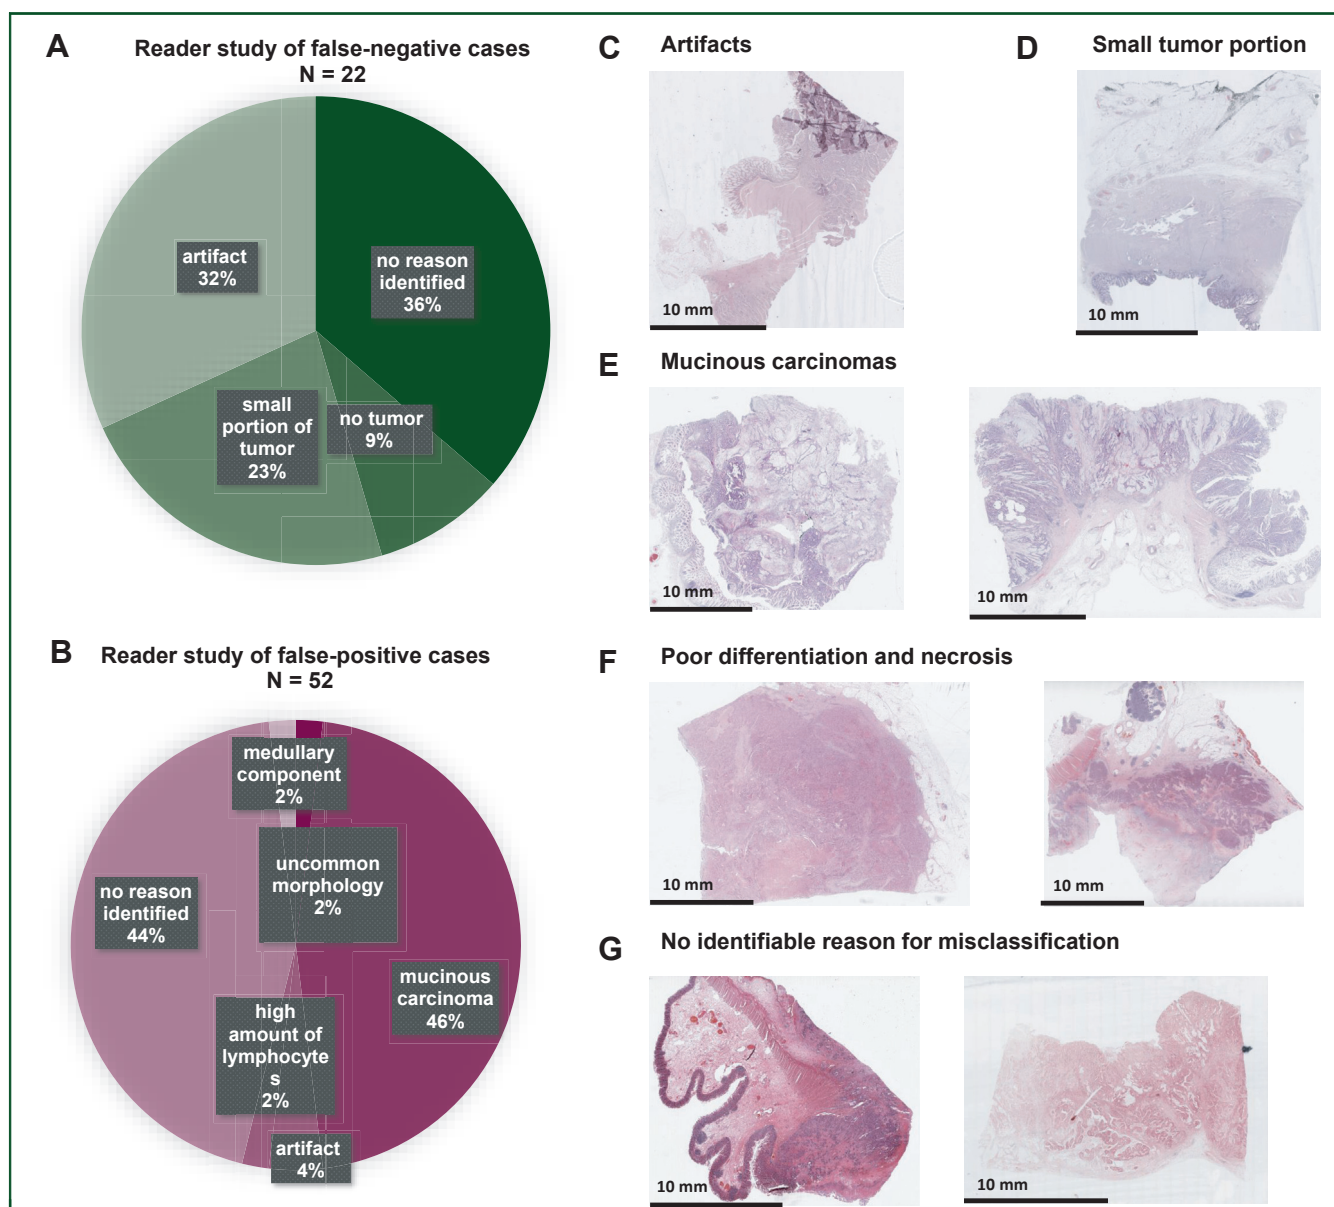 A
Reader study of false-negative cases
N = 22
artifact
32%
no reason
identified
36%
small
portion of
tumor
23%
no tumor
9%
B
Reader study of false-positive cases
N = 52
medullary
component
2%
uncommon
morphology
2%
no reason
identified
44%
mucinous
carcinoma
46%
high
amount of
lymphocyte
s
2%
artifact
4%
C
Artifacts
10 mm
D
Small tumor portion
10 mm
E
Mucinous carcinomas
10 mm
10 mm
F
Poor differentiation and necrosis
10 mm
10 mm
G
No identifiable reason for misclassification
10 mm
10 mm